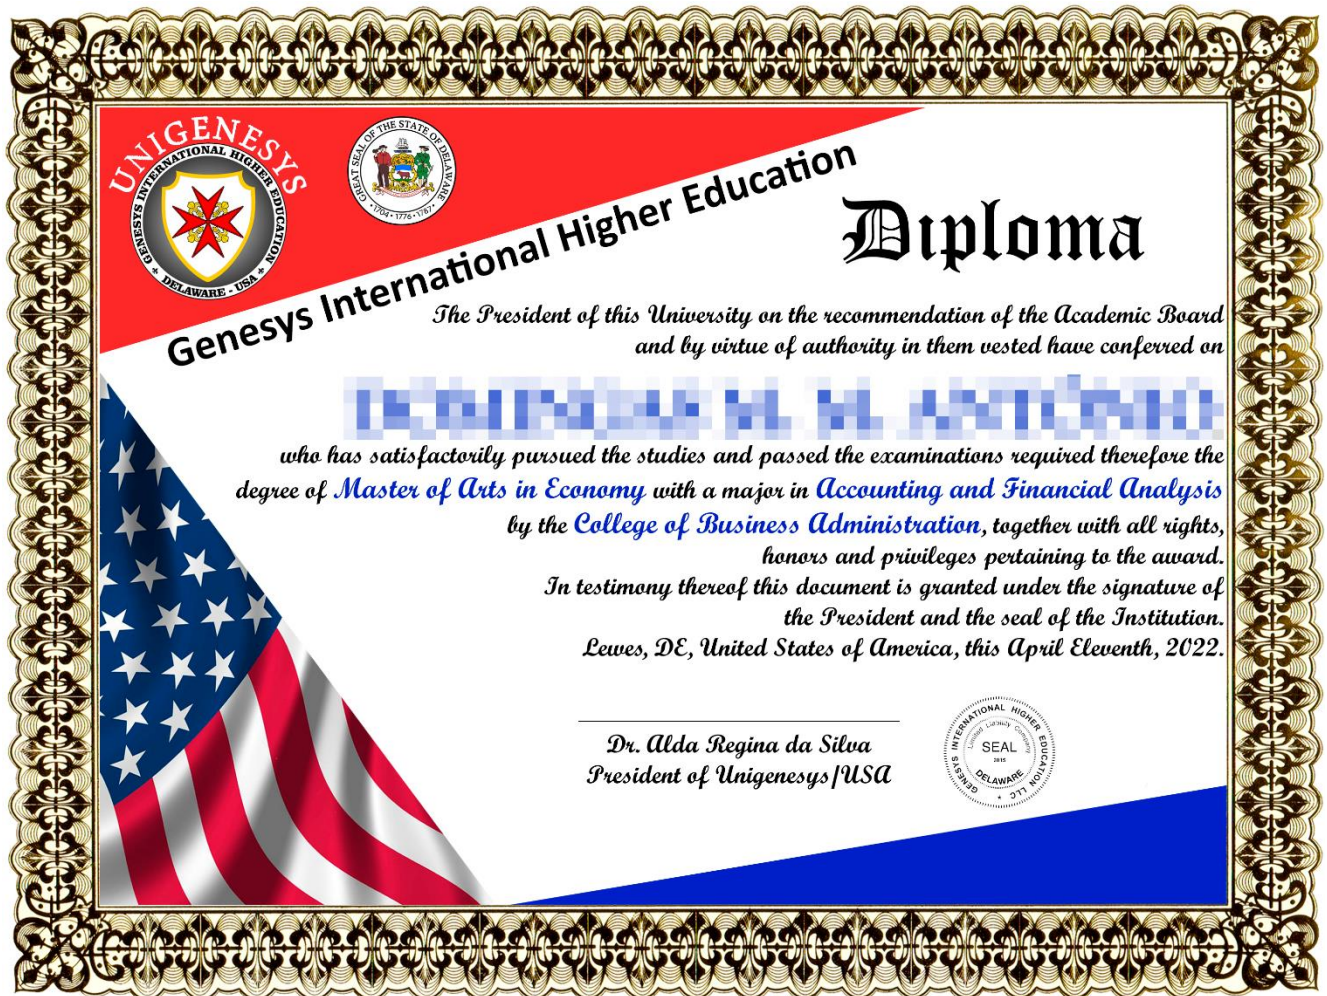 UNIGENESYS
GENESYS INTERNATIONAL HIGHER EDUCATION
DELAWARE - USA
GREAT SEAL OF THE STATE OF DELAWARE
1704 • 1776 • 1787
Genesys International Higher Education
Diploma
The President of this University on the recommendation of the Academic Board
and by virtue of authority in them vested have conferred on
who has satisfactorily pursued the studies and passed the examinations required therefore the
degree of Master of Arts in Economy with a major in Accounting and Financial Analysis
by the College of Business Administration, together with all rights,
honors and privileges pertaining to the award.
In testimony thereof this document is granted under the signature of
the President and the seal of the Institution.
Lewes, DE, United States of America, this April Eleventh, 2022.
Dr. Alda Regina da Silva
President of Unigenesys/USA
GENESYS INTERNATIONAL HIGHER EDUCATION LLC
Limited Liability Company
SEAL
2015
DELAWARE